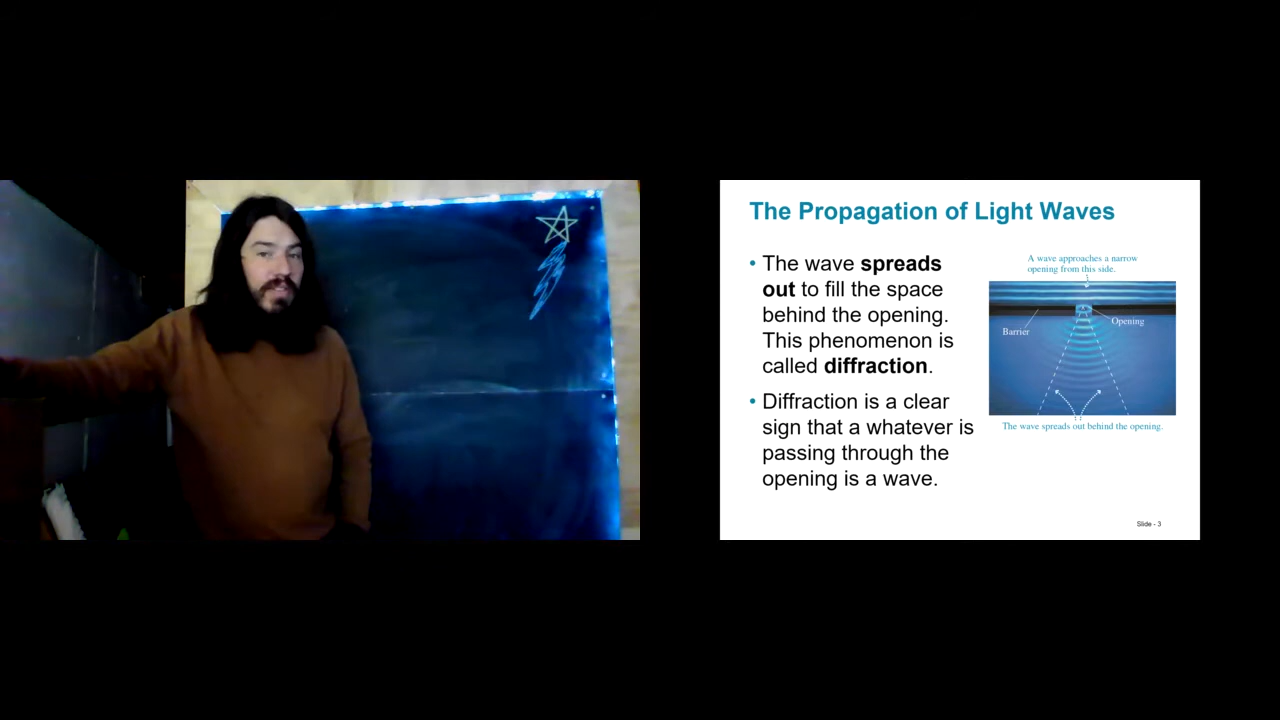 The Propagation of Light Waves
• The wave spreads
out to fill the space
behind the opening.
This phenomenon is
called diffraction.
• Diffraction is a clear
sign that a whatever is
passing through the
opening is a wave.
A wave approaches a narrow
opening from this side.
Barrier
Opening
The wave spreads out behind the opening.
Slide - 3